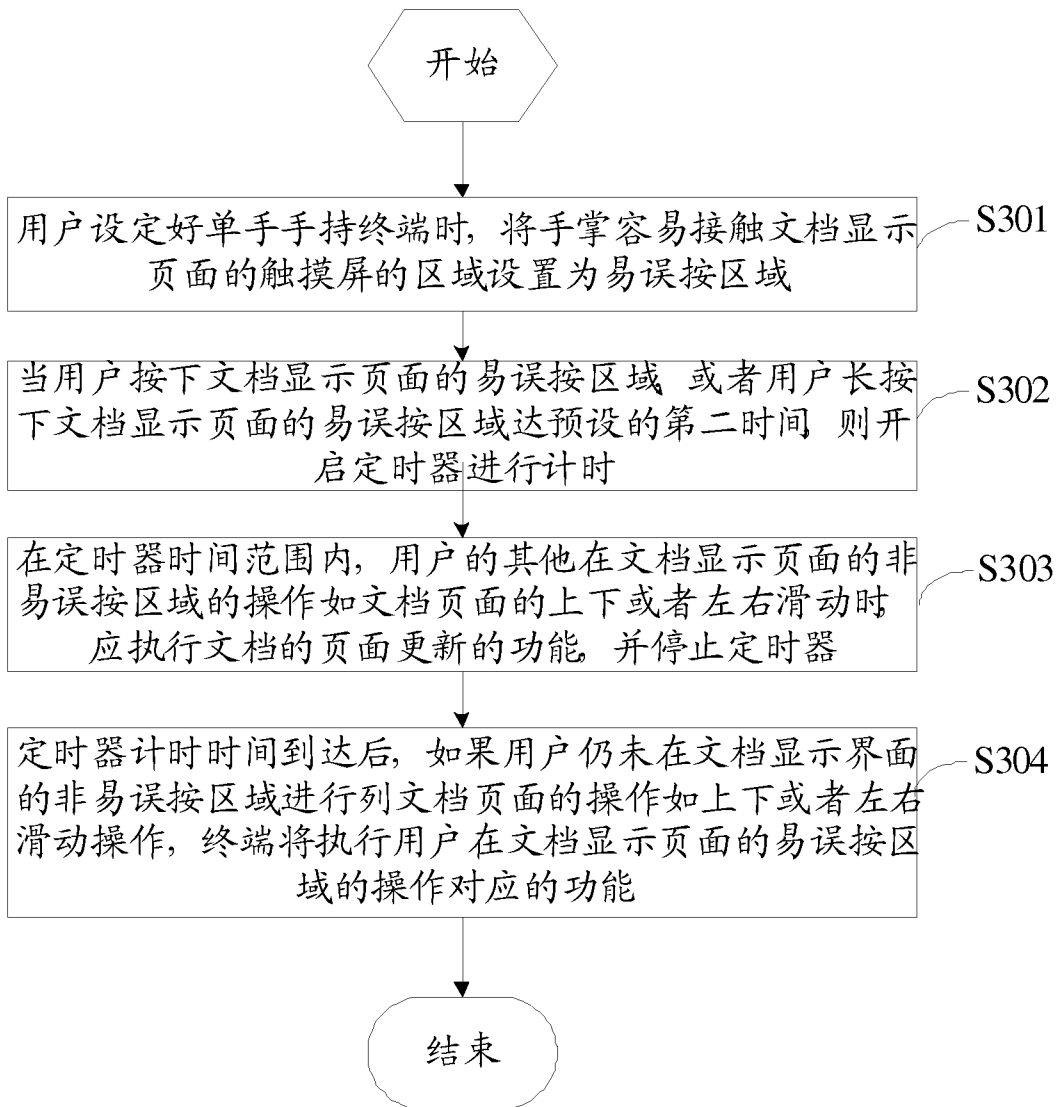 开始
用户设定好单手手持终端时, 将手掌容易接触文档显示
页面的触摸屏的区域设置为易误按区域
S301
当用户按下文档显示页面的易误按区域, 或者用户长按
下文档显示页面的易误按区域达预设的第二时间, 则开
启定时器进行计时
S302
在定时器时间范围内, 用户的其他在文档显示页面的非
易误按区域的操作如文档页面的上下或者左右滑动时,
应执行文档的页面更新的功能, 并停止定时器
S303
定时器计时时间到达后, 如果用户仍未在文档显示界面
的非易误按区域进行列文档页面的操作如上下或者左右
滑动操作, 终端将执行用户在文档显示页面的易误按区
域的操作对应的功能
S304
结束